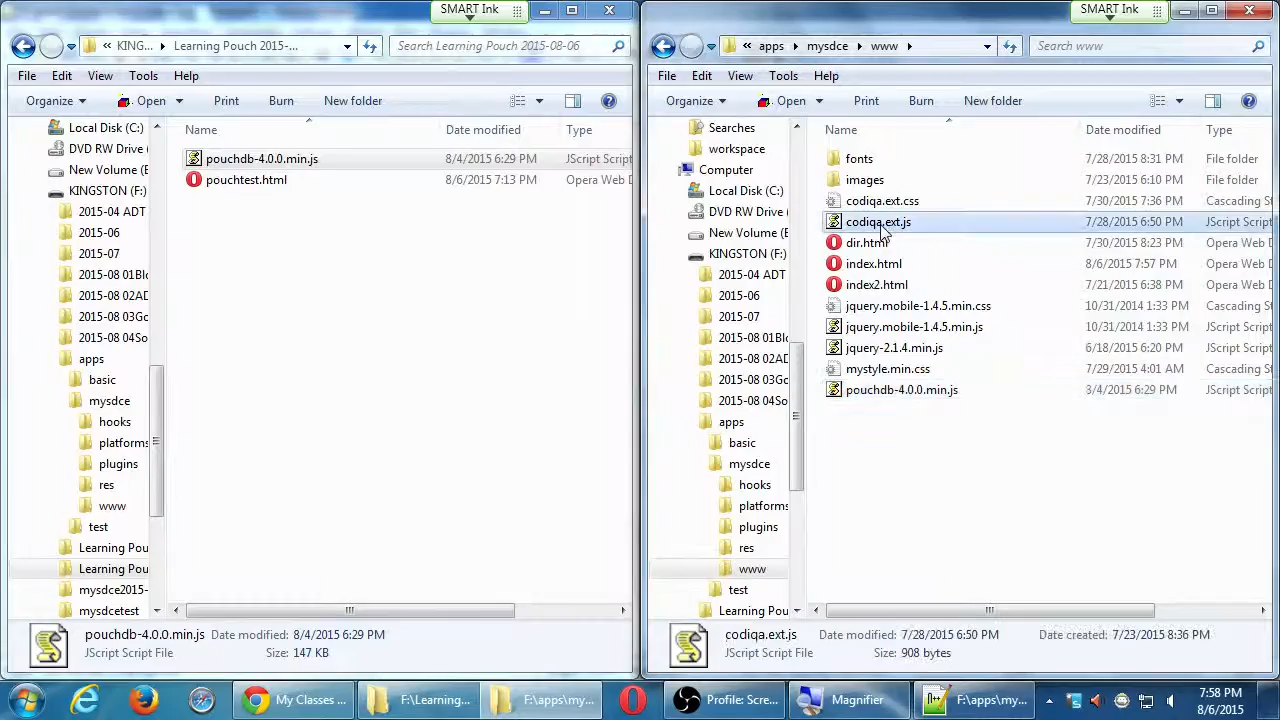 SMART Ink
SMART Ink
KING... Learning Pouch 2015-...
Search Learning Pouch 2015-08-06
apps mysdce www
Search www
File Edit View Tools Help
File Edit View Tools Help
Organize Open Print Burn New folder
Organize Open Print Burn New folder
Local Disk (C:)
DVD RW Drive
New Volume (
KINGSTON (F:)
2015-04 ADT
2015-06
2015-07
2015-08 01Blo
2015-08 02AD
2015-08 03Go
2015-08 04So
apps
basic
mysdce
hooks
platforms
plugins
res
www
test
Learning Pou
Learning Pou
mysdce2015-
mysdcetest
Name Date modified Type
pouchdb-4.0.0.min.js 8/4/2015 6:29 PM JScript Script
pouchtest.html 8/6/2015 7:13 PM Opera Web D
pouchdb-4.0.0.min.js Date modified: 8/4/2015 6:29 PM
JScript Script File Size: 147 KB
Searches
workspace
Computer
Local Disk (C:)
DVD RW Drive
New Volume (E
KINGSTON (F:)
2015-04 ADT
2015-06
2015-07
2015-08 01Blo
2015-08 02AD
2015-08 03Go
2015-08 04So
apps
basic
mysdce
hooks
platforms
plugins
res
www
test
Learning Pou
Name Date modified Type
fonts 7/28/2015 8:31 PM File folder
images 7/23/2015 6:10 PM File folder
codiqa.ext.css 7/30/2015 7:36 PM Cascading St
codiqa.ext.js 7/28/2015 6:50 PM JScript Script
dir.html 7/30/2015 8:23 PM Opera Web D
index.html 8/6/2015 7:57 PM Opera Web D
index2.html 7/21/2015 6:38 PM Opera Web D
jquery.mobile-1.4.5.min.css 10/31/2014 1:33 PM Cascading St
jquery.mobile-1.4.5.min.js 10/31/2014 1:33 PM JScript Script
jquery-2.1.4.min.js 6/18/2015 6:20 PM JScript Script
mystyle.min.css 7/29/2015 4:01 AM Cascading St
pouchdb-4.0.0.min.js 8/4/2015 6:29 PM JScript Script
codiqa.ext.js Date modified: 7/28/2015 6:50 PM Date created: 7/23/2015 8:36 PM
JScript Script File Size: 908 bytes
My Classes ... F:\Learning... F:\apps\my... Profile: Scre... Magnifier F:\apps\my...
7:58 PM
8/6/2015